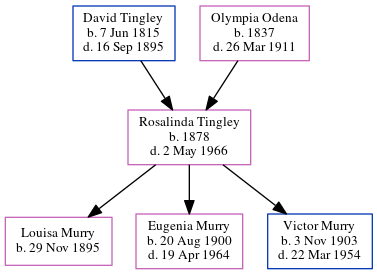 David Tingley
b. 7 Jun 1815
d. 16 Sep 1895
Olympia Odena
b. 1837
d. 26 Mar 1911
Rosalinda Tingley
b. 1878
d. 2 May 1966
Louisa Murry
b. 29 Nov 1895
Eugenia Murry
b. 20 Aug 1900
d. 19 Apr 1964
Victor Murry
b. 3 Nov 1903
d. 22 Mar 1954